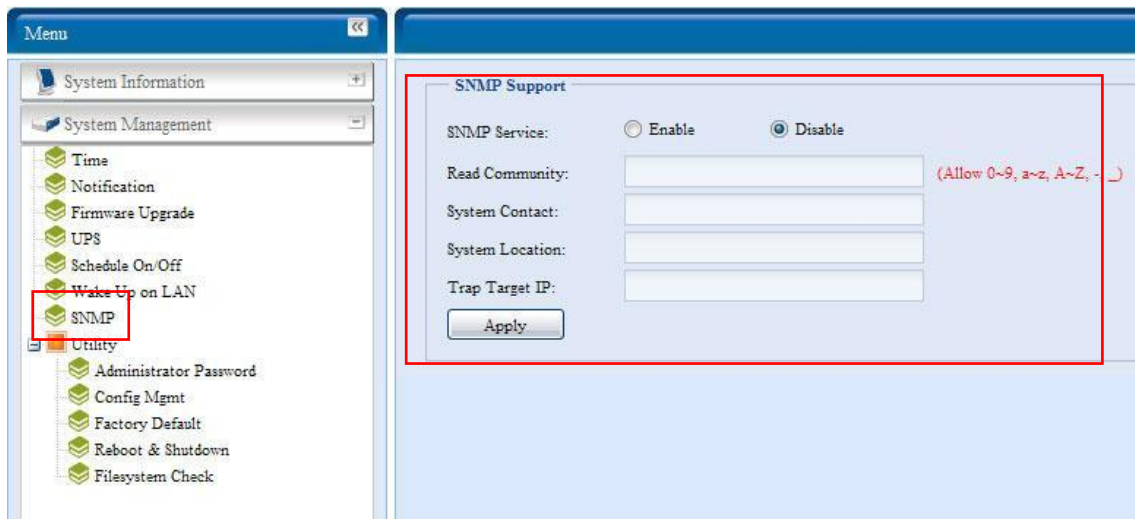 Menu
System Information
System Management
Time
Notification
Firmware Upgrade
UPS
Schedule On/Off
Wake Up on LAN
SNMP
Utility
Administrator Password
Config Mgmt
Factory Default
Reboot & Shutdown
Filesystem Check
SNMP Support
SNMP Service: Enable Disable
Read Community: (Allow 0~9, a~z, A~Z, -, _)
System Contact:
System Location:
Trap Target IP:
Apply